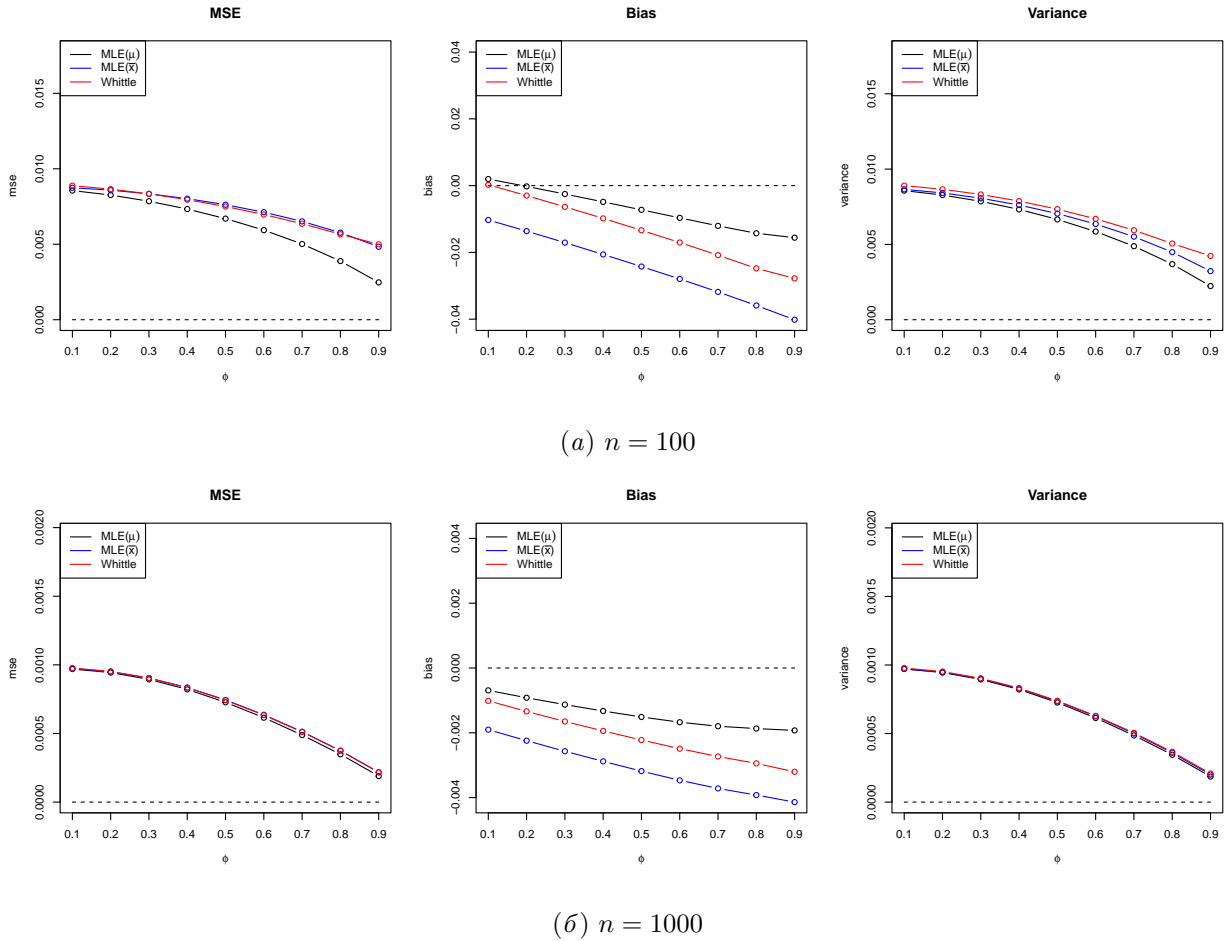 MSE
MLE(μ)
MLE(x̅)
Whittle
mse
0.000
0.005
0.010
0.015
0.1 0.2 0.3 0.4 0.5 0.6 0.7 0.8 0.9
ϕ
Bias
MLE(μ)
MLE(x̅)
Whittle
bias
−0.04
−0.02
0.00
0.02
0.04
0.1 0.2 0.3 0.4 0.5 0.6 0.7 0.8 0.9
ϕ
Variance
MLE(μ)
MLE(x̅)
Whittle
variance
0.000
0.005
0.010
0.015
0.1 0.2 0.3 0.4 0.5 0.6 0.7 0.8 0.9
ϕ
(а) n = 100
MSE
MLE(μ)
MLE(x̅)
Whittle
mse
0.0000
0.0005
0.0010
0.0015
0.0020
0.1 0.2 0.3 0.4 0.5 0.6 0.7 0.8 0.9
ϕ
Bias
MLE(μ)
MLE(x̅)
Whittle
bias
−0.004
−0.002
0.000
0.002
0.004
0.1 0.2 0.3 0.4 0.5 0.6 0.7 0.8 0.9
ϕ
Variance
MLE(μ)
MLE(x̅)
Whittle
variance
0.0000
0.0005
0.0010
0.0015
0.0020
0.1 0.2 0.3 0.4 0.5 0.6 0.7 0.8 0.9
ϕ
(б) n = 1000